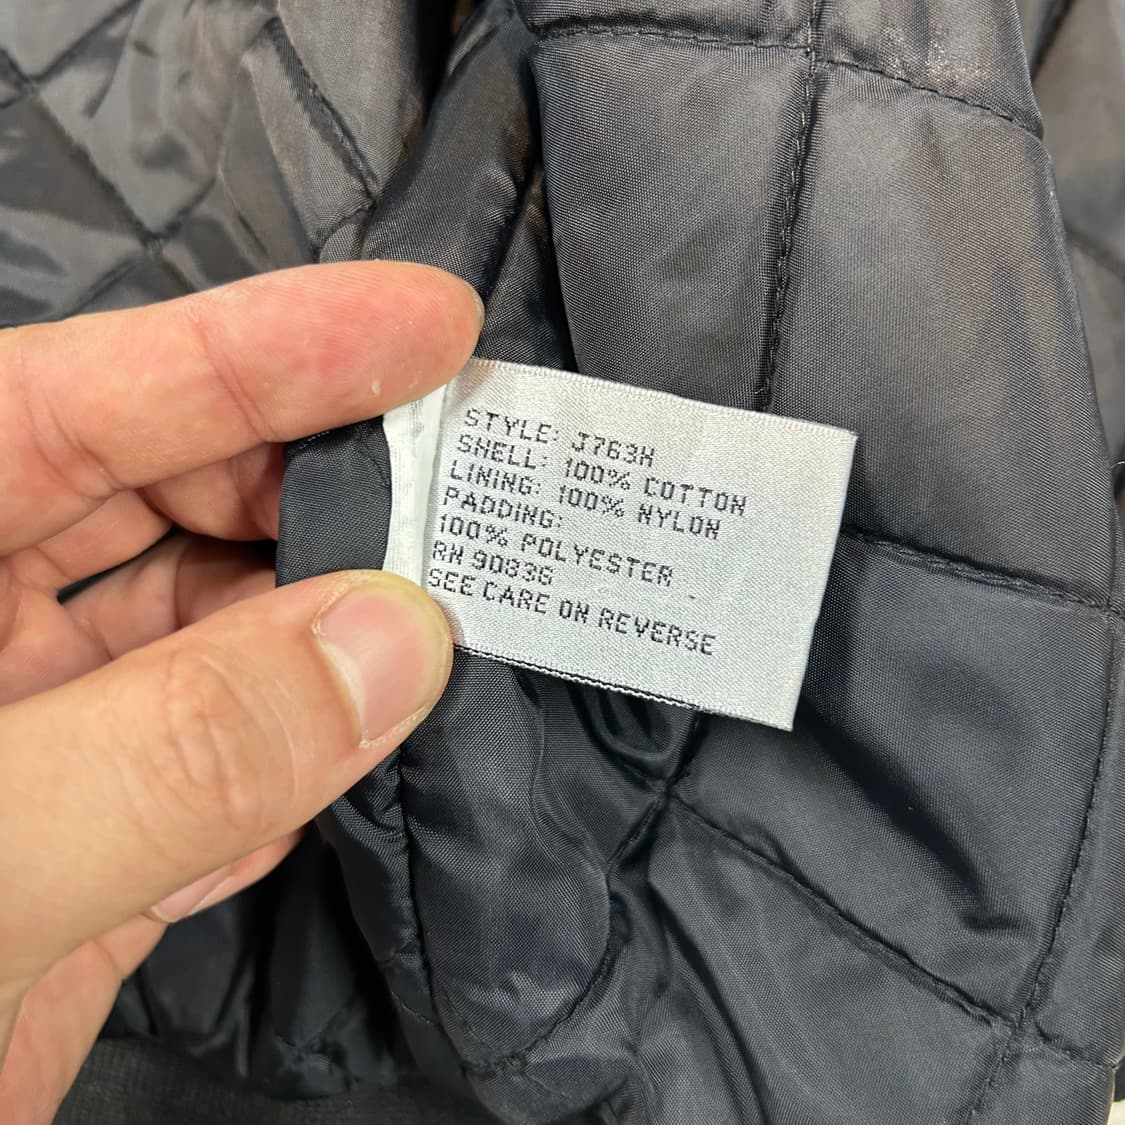 STYLE: J763H
SHELL: 100% COTTON
LINING: 100% NYLON
PADDING:
100% POLYESTER
RN 90836
SEE CARE ON REVERSE